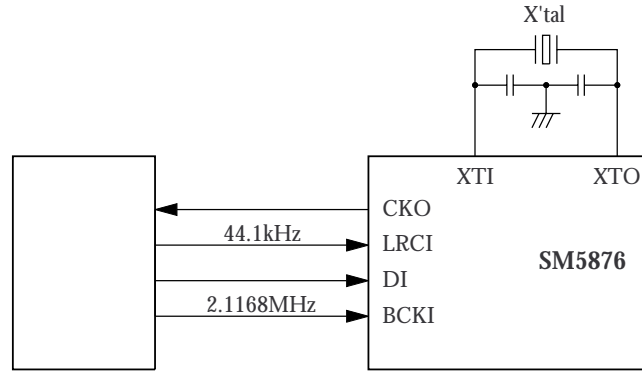 X'tal
XTI XTO
CKO
44.1kHz LRCI
SM5876
DI
2.1168MHz BCKI